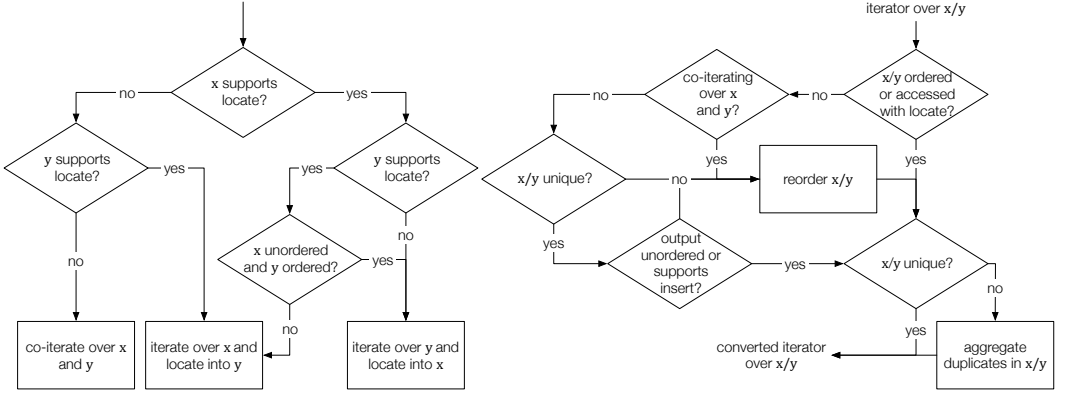 x supports
locate?
no
yes
y supports
locate?
yes
no
y supports
locate?
yes
no
x unordered
and y ordered?
yes
no
co-iterate over x
and y
iterate over x and
locate into y
iterate over y and
locate into x
iterator over x/y
x/y ordered
or accessed
with locate?
no
yes
co-iterating
over x
and y?
no
yes
x/y unique?
no
yes
reorder x/y
output
unordered or
supports
insert?
yes
x/y unique?
no
yes
aggregate
duplicates in x/y
converted iterator
over x/y